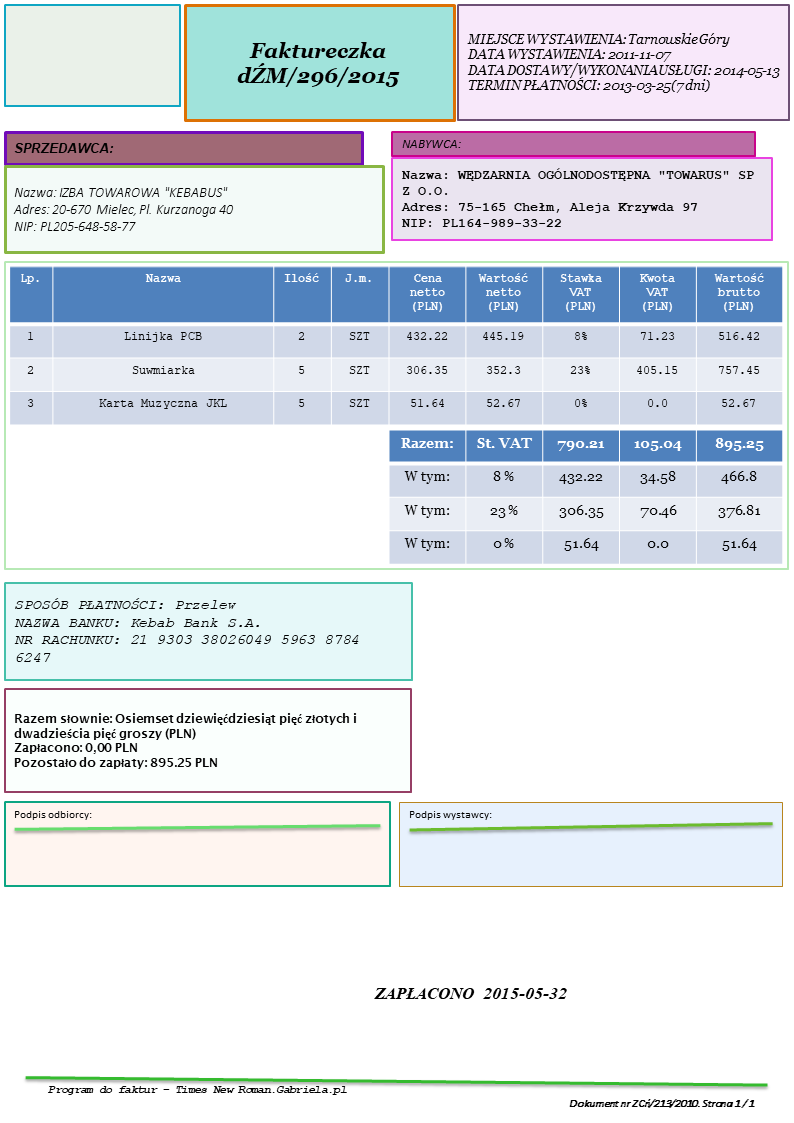 Faktureczka
dŹM/296/2015
MIEJSCE WYSTAWIENIA: Tarnowskie Góry
DATA WYSTAWIENIA: 2011-11-07
DATA DOSTAWY/WYKONANIA USŁUGI: 2014-05-13
TERMIN PŁATNOŚCI: 2013-03-25 (7 dni)
SPRZEDAWCA:
Nazwa: IZBA TOWAROWA "KEBABUS"
Adres: 20-670 Mielec, Pl. Kurzanoga 40
NIP: PL205-648-58-77
NABYWCA:
Nazwa: WĘDZARNIA OGÓLNODOSTĘPNA "TOWARUS" SP
Z O.O.
Adres: 75-165 Chełm, Aleja Krzywda 97
NIP: PL164-989-33-22
Lp. Nazwa Ilość J.m. Cena netto (PLN) Wartość netto (PLN) Stawka VAT (PLN) Kwota VAT (PLN) Wartość brutto (PLN)
1 Linijka PCB 2 SZT 432.22 445.19 8% 71.23 516.42
2 Suwmiarka 5 SZT 306.35 352.3 23% 405.15 757.45
3 Karta Muzyczna JKL 5 SZT 51.64 52.67 0% 0.0 52.67
Razem: St. VAT 790.21 105.04 895.25
W tym: 8 % 432.22 34.58 466.8
W tym: 23 % 306.35 70.46 376.81
W tym: 0 % 51.64 0.0 51.64
SPOSÓB PŁATNOŚCI: Przelew
NAZWA BANKU: Kebab Bank S.A.
NR RACHUNKU: 21 9303 38026049 5963 8784
6247
Razem słownie: Osiemset dziewięćdziesiąt pięć złotych i
dwadzieścia pięć groszy (PLN)
Zapłacono: 0,00 PLN
Pozostało do zapłaty: 895.25 PLN
Podpis odbiorcy:
Podpis wystawcy:
ZAPŁACONO 2015-05-32
Program do faktur – Times New Roman.Gabriela.pl
Dokument nr ZCń/213/2010. Strona 1 / 1